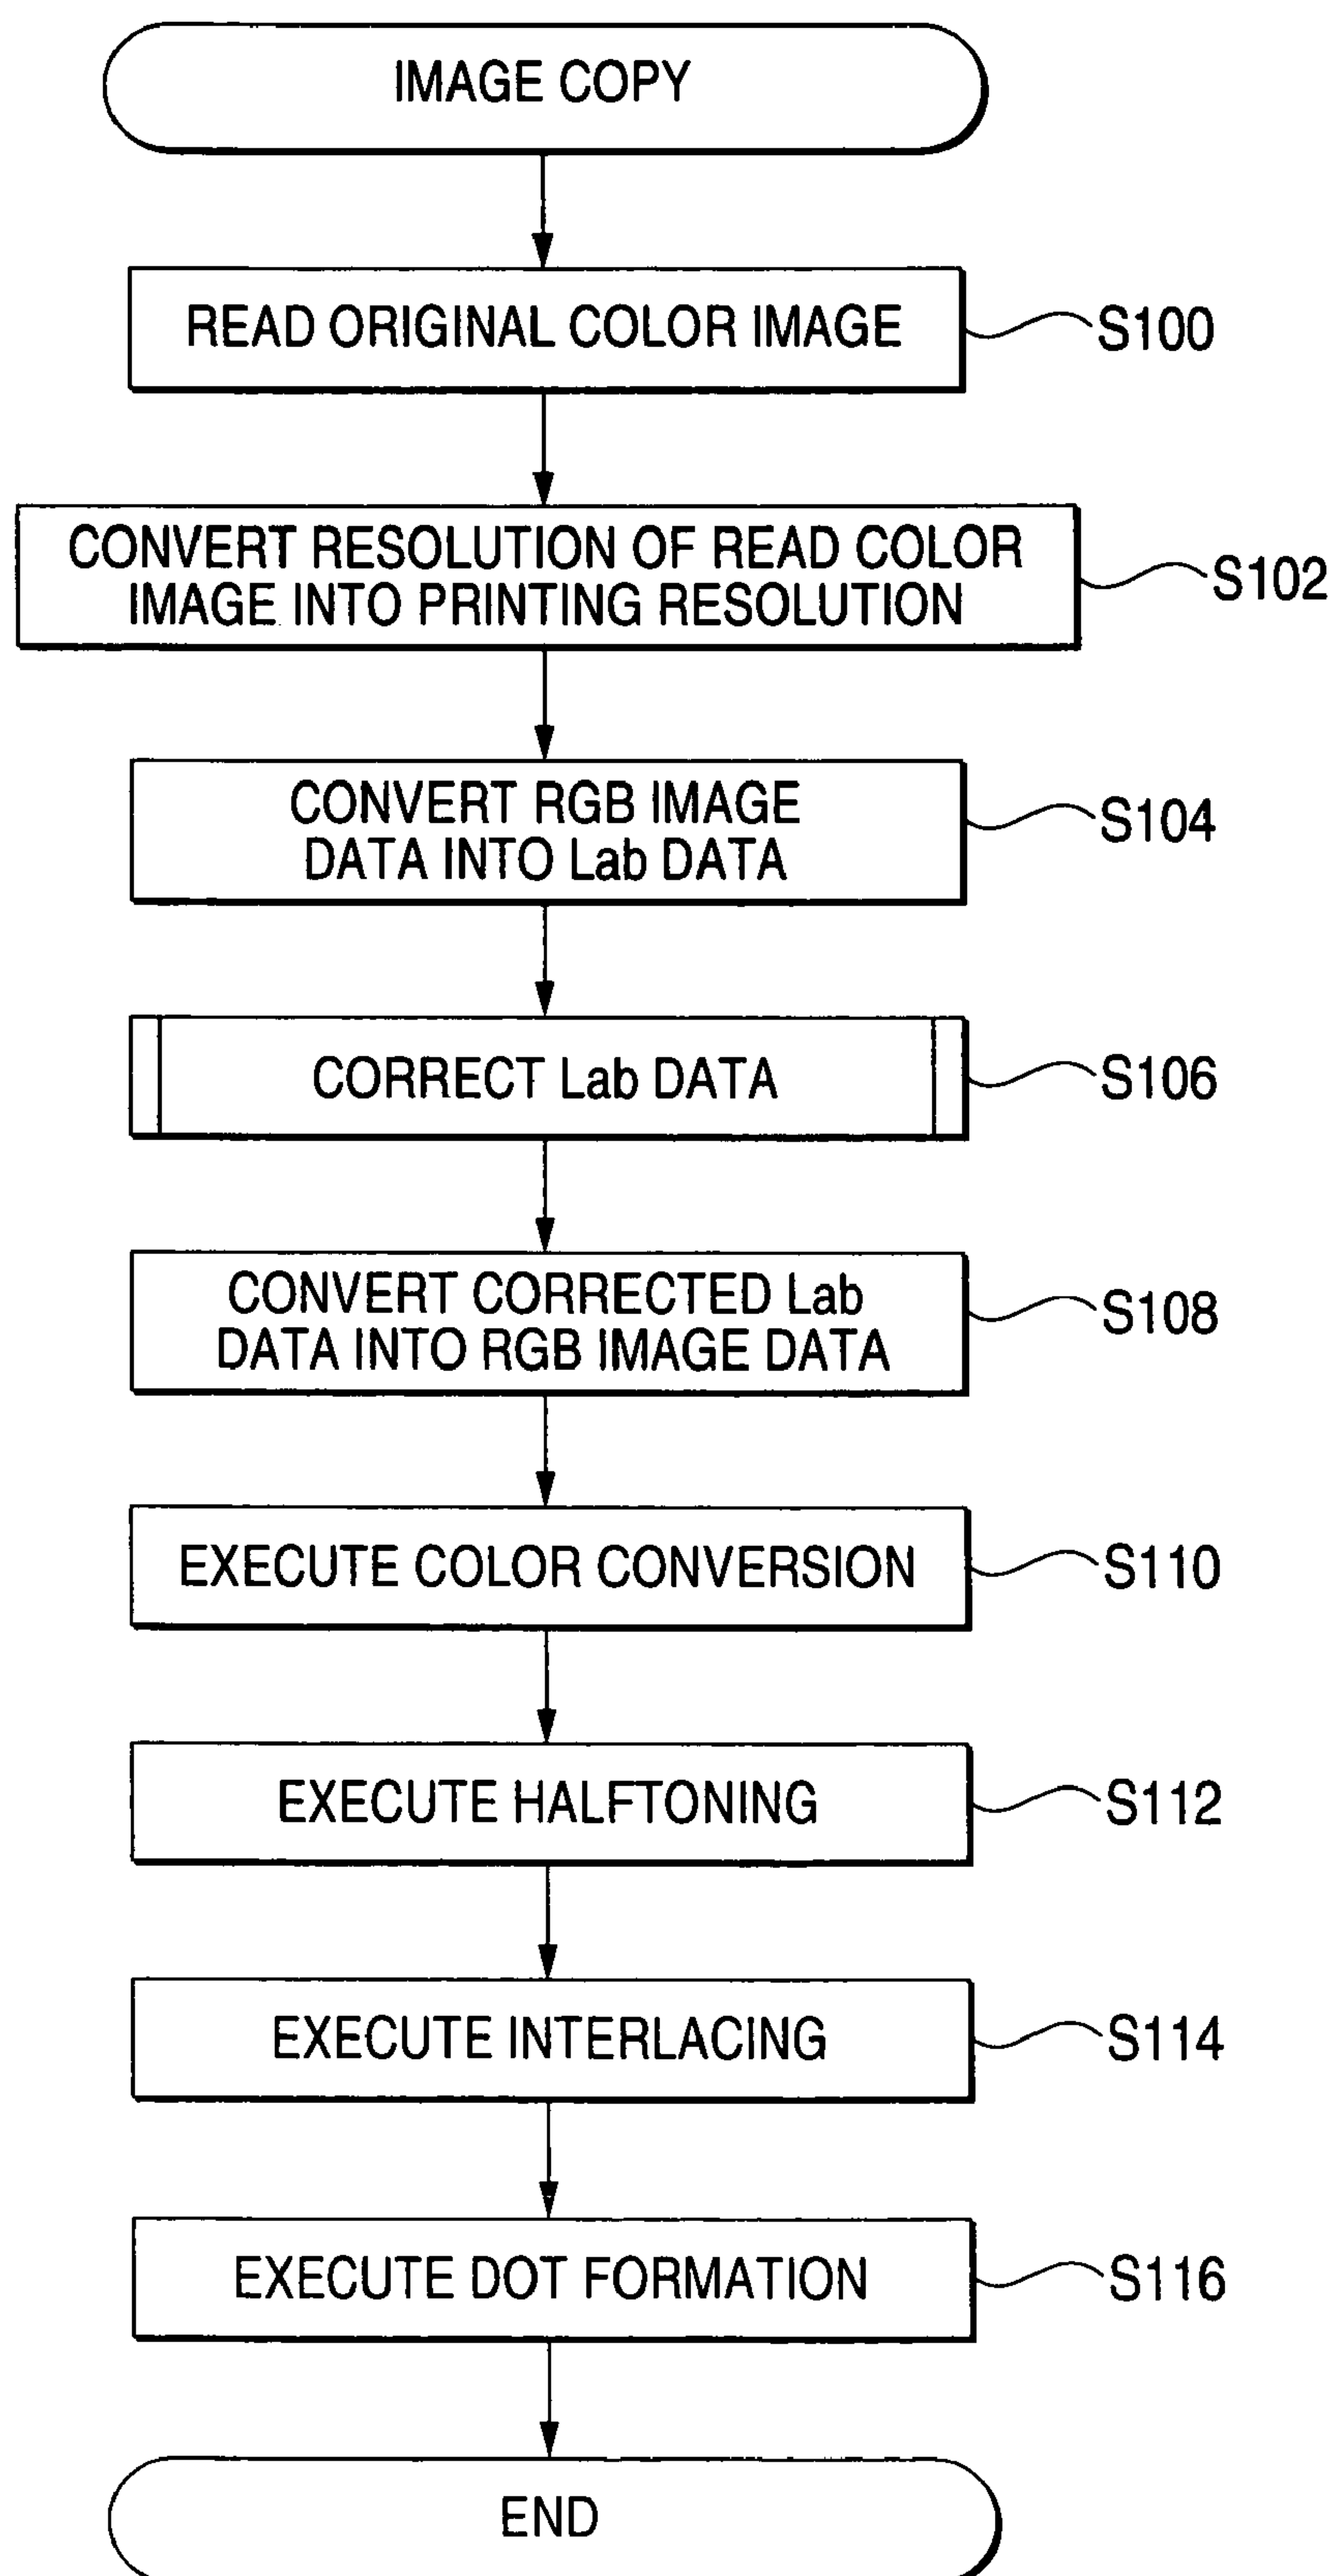 IMAGE COPY
READ ORIGINAL COLOR IMAGE
S100
CONVERT RESOLUTION OF READ COLOR
IMAGE INTO PRINTING RESOLUTION
S102
CONVERT RGB IMAGE
DATA INTO Lab DATA
S104
CORRECT Lab DATA
S106
CONVERT CORRECTED Lab
DATA INTO RGB IMAGE DATA
S108
EXECUTE COLOR CONVERSION
S110
EXECUTE HALFTONING
S112
EXECUTE INTERLACING
S114
EXECUTE DOT FORMATION
S116
END